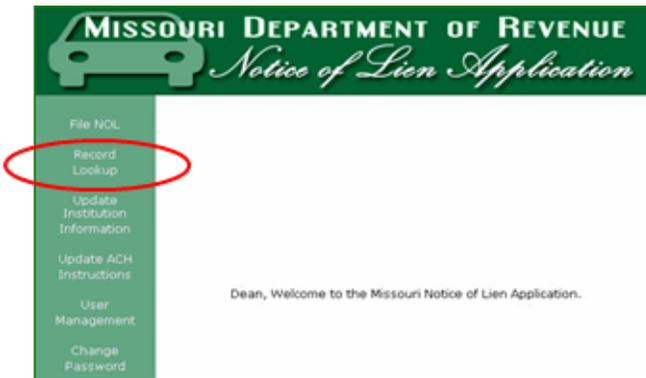 MISSOURI DEPARTMENT OF REVENUE
Notice of Lien Application
File NOL
Record
Lookup
Update
Institution
Information
Update ACH
Instructions
User
Management
Change
Password
Dean, Welcome to the Missouri Notice of Lien Application.